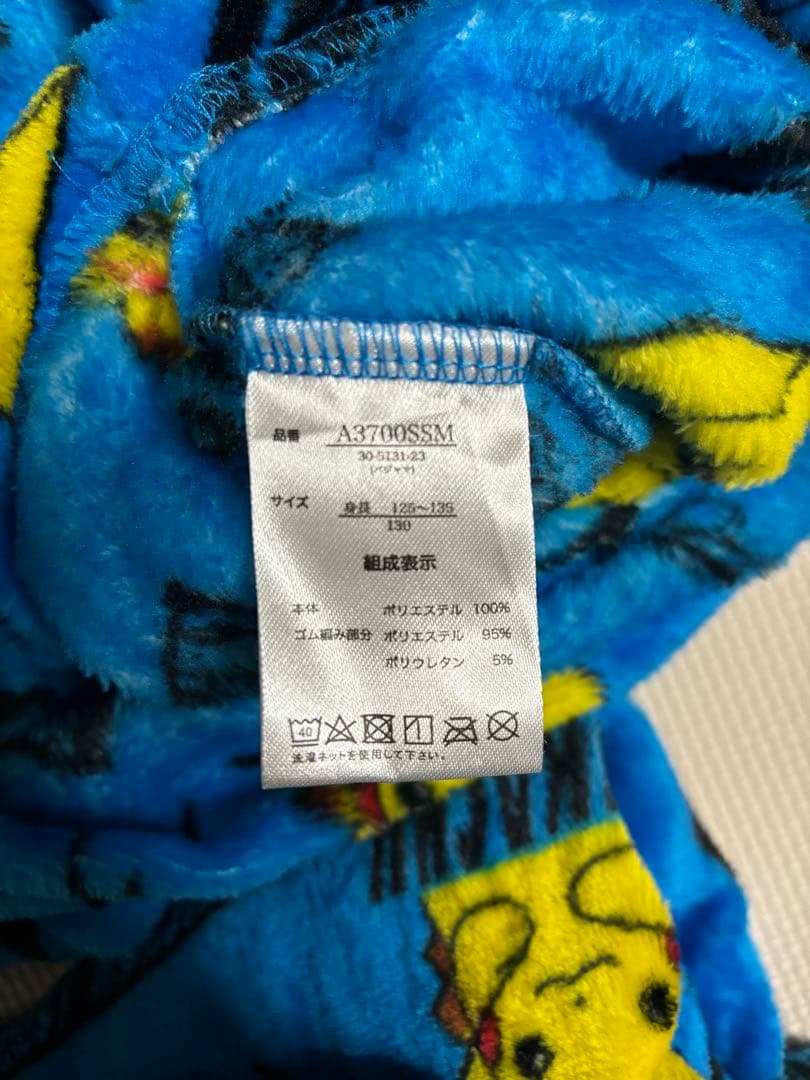 品番 A3700SSM
30-5131-23
(パジャマ)
サイズ 身長 125~135
130
組成表示
本体 ポリエステル 100%
ゴム編み部分 ポリエステル 95%
ポリウレタン 5%
40
洗濯ネットを使用して下さい。